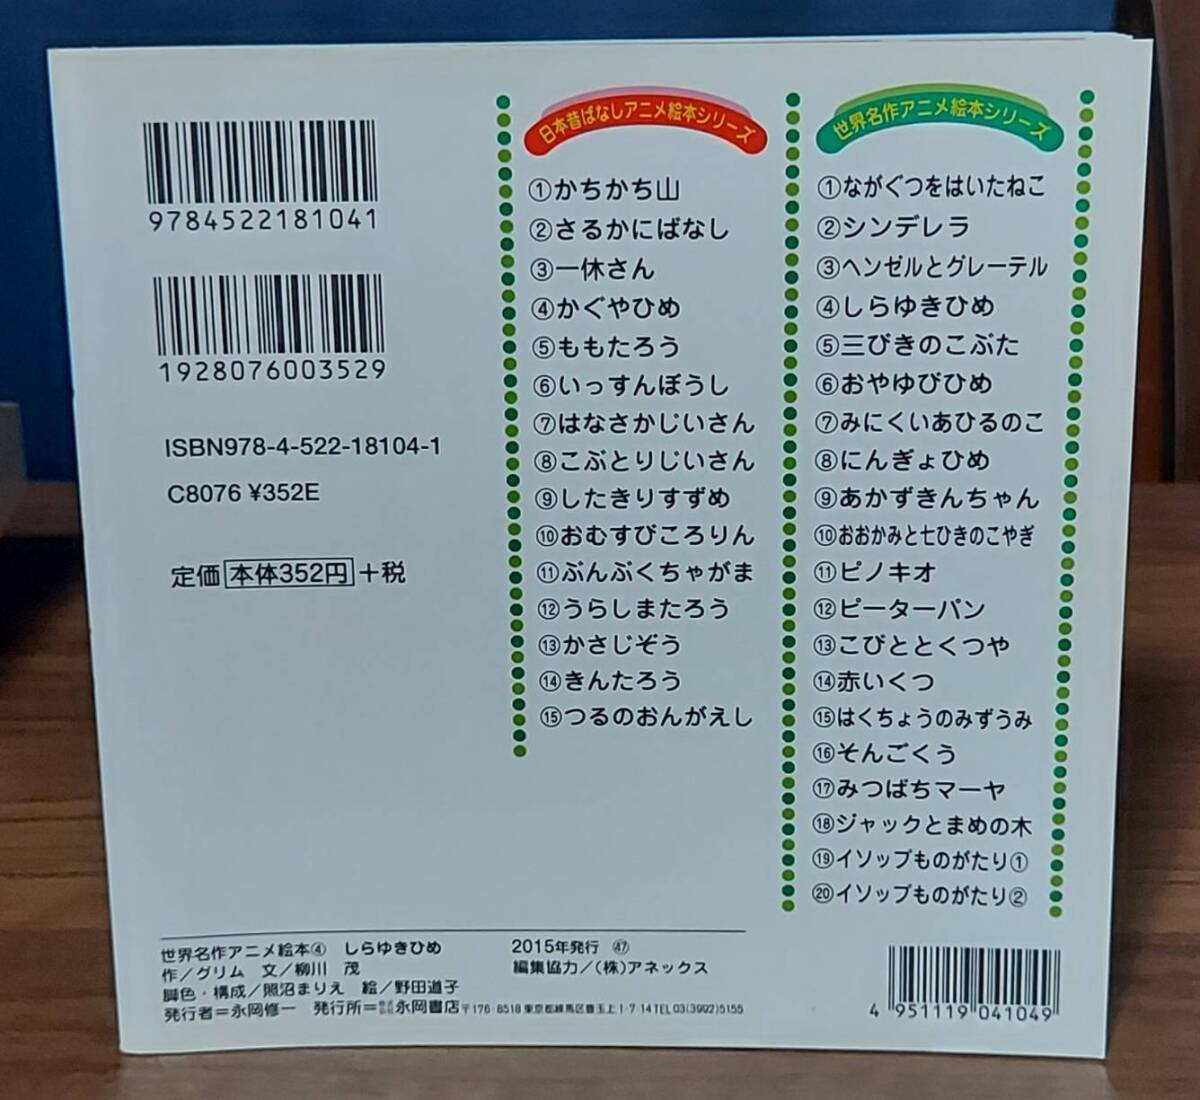 9784522181041
1928076003529
ISBN978-4-522-18104-1
C8076 ¥352E
定価 本体352円 +税
日本昔ばなしアニメ絵本シリーズ
①かちかち山
②さるかにばなし
③一休さん
④かぐやひめ
⑤ももたろう
⑥いっすんぼうし
⑦はなさかじいさん
⑧こぶとりじいさん
⑨したきりすずめ
⑩おむすびころりん
⑪ぶんぶくちゃがま
⑫うらしまたろう
⑬かさじぞう
⑭きんたろう
⑮つるのおんがえし
世界名作アニメ絵本シリーズ
①ながぐつをはいたねこ
②シンデレラ
③ヘンゼルとグレーテル
④しらゆきひめ
⑤三びきのこぶた
⑥おやゆびひめ
⑦みにくいあひるのこ
⑧にんぎょひめ
⑨あかずきんちゃん
⑩おおかみと七ひきのこやぎ
⑪ピノキオ
⑫ピーターパン
⑬こびととくつや
⑭赤いくつ
⑮はくちょうのみずうみ
⑯そんごくう
⑰みつばちマーヤ
⑱ジャックとまめの木
⑲イソップものがたり①
⑳イソップものがたり②
世界名作アニメ絵本④ しらゆきひめ
作/グリム 文/柳川 茂
脚色・構成/照沼まりえ 絵/野田道子
発行者=永岡修一 発行所=株式会社永岡書店 〒176-8518 東京都練馬区豊玉上1-7-14 TEL03(3992)5155
2015年発行 ㊼
編集協力/(株)アネックス
4 951119 041049